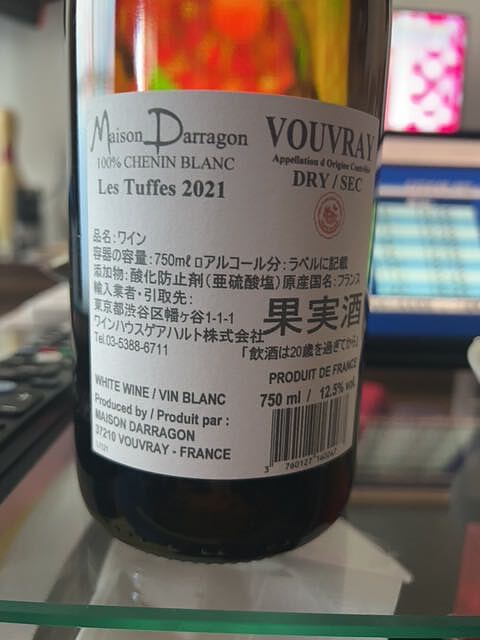 Maison Darragon
100% CHENIN BLANC
Les Tuffes 2021
VOUVRAY
Appellation d'Origine Contrôlée
DRY / SEC
品名:ワイン
容器の容量:750mℓ ロアルコール分:ラベルに記載
添加物:酸化防止剤(亜硫酸塩)原産国名:フランス
輸入業者・引取先:
東京都渋谷区幡ヶ谷1-1-1
ワインハウスゲアハルト株式会社
Tel.03-5388-6711
果実酒
「飲酒は20歳を過ぎてから」
WHITE WINE / VIN BLANC
Produced by / Produit par :
MAISON DARRAGON
37210 VOUVRAY - FRANCE
PRODUIT DE FRANCE
750 ml / 12.5% vol.